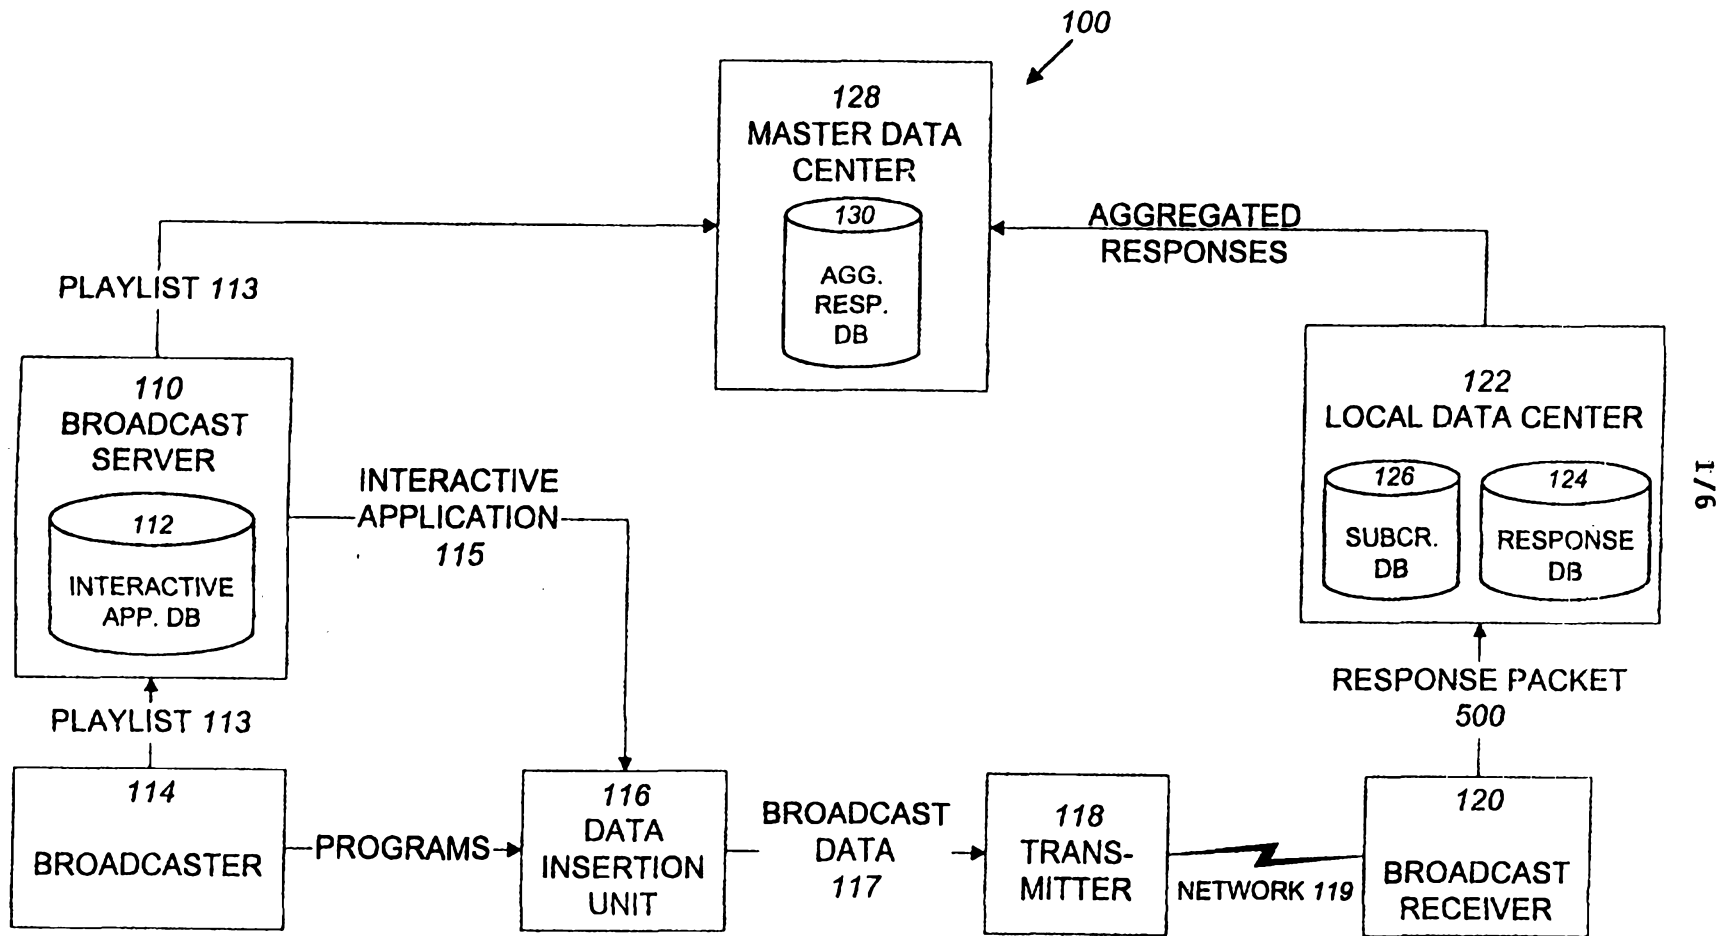 100
128
MASTER DATA
CENTER
130
AGG.
RESP.
DB
AGGREGATED
RESPONSES
PLAYLIST 113
110
BROADCAST
SERVER
112
INTERACTIVE
APP. DB
INTERACTIVE
APPLICATION
115
122
LOCAL DATA CENTER
126
SUBCR.
DB
124
RESPONSE
DB
1/6
PLAYLIST 113
RESPONSE PACKET
500
114
BROADCASTER
PROGRAMS
116
DATA
INSERTION
UNIT
BROADCAST
DATA
117
118
TRANS-
MITTER
NETWORK 119
120
BROADCAST
RECEIVER